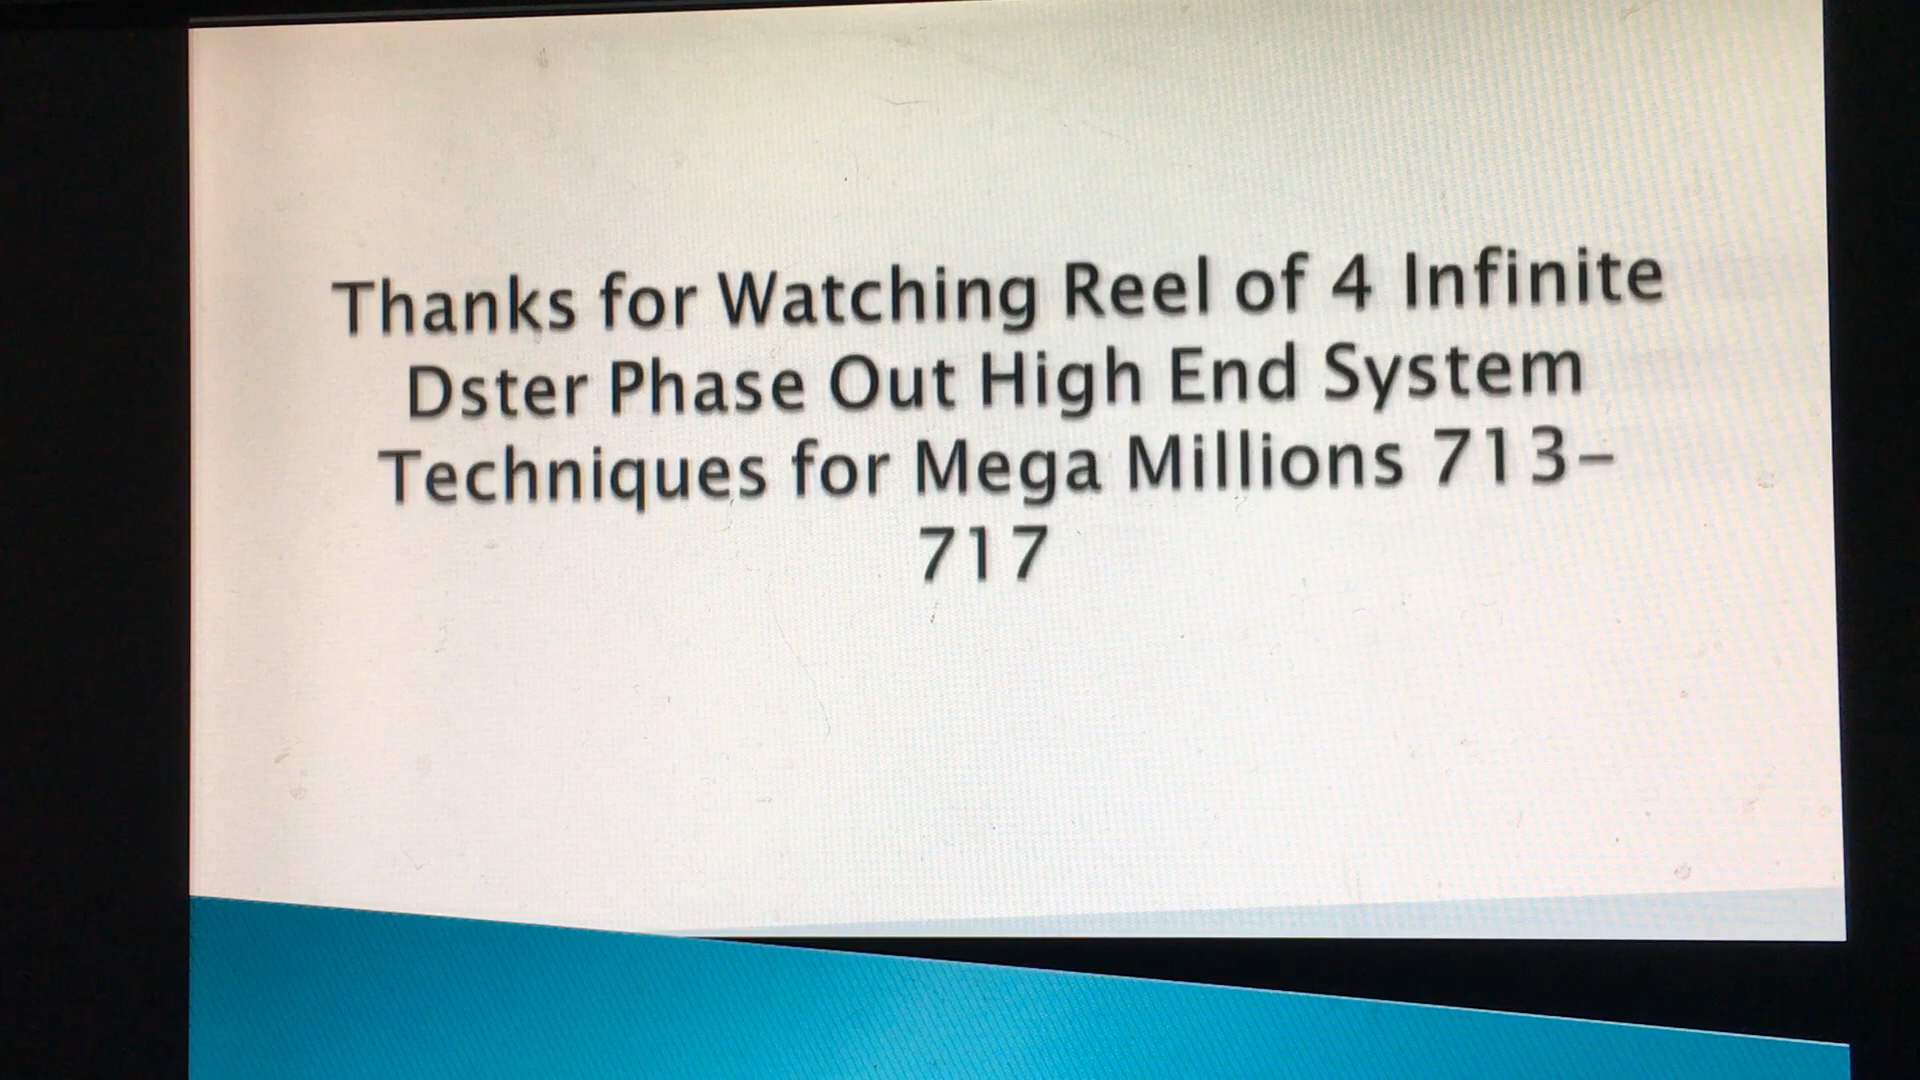 Thanks for Watching Reel of 4 Infinite
Dster Phase Out High End System
Techniques for Mega Millions 713-
717